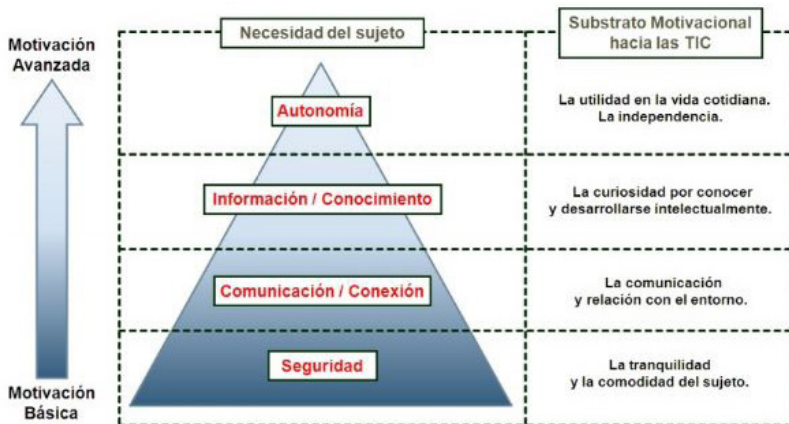 Necesidad del sujeto
Substrato Motivacional
hacia las TIC
Motivación
Avanzada
Autonomía
La utilidad en la vida cotidiana.
La independencia.
Información / Conocimiento
La curiosidad por conocer
y desarrollarse intelectualmente.
Comunicación / Conexión
La comunicación
y relación con el entorno.
Seguridad
La tranquilidad
y la comodidad del sujeto.
Motivación
Básica